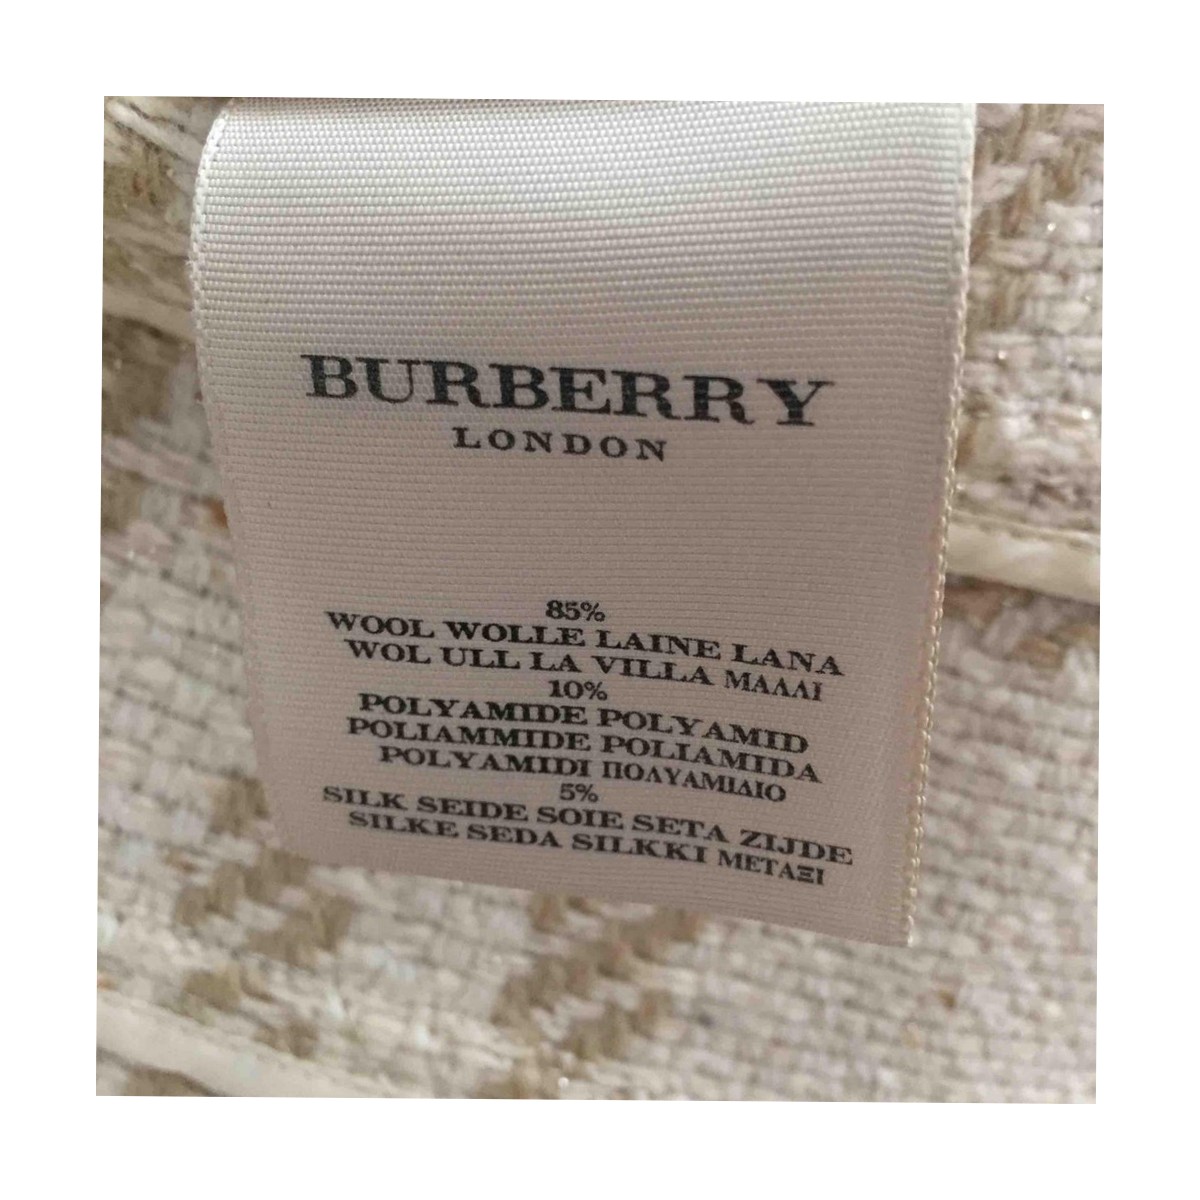 BURBERRY
LONDON
85%
WOOL WOLLE LAINE LANA
WOL ULL LA VILLA ΜΑΛΛΙ
10%
POLYAMIDE POLYAMID
POLIAMMIDE POLIAMIDA
POLYAMIDI ΠΟΛΥΑΜΙΔΙΟ
5%
SILK SEIDE SOIE SETA ZIJDE
SILKE SEDA SILKKI ΜΕΤΑΞΙ